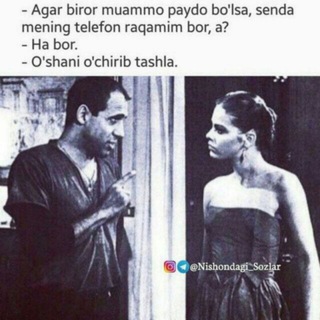 - Agar biror muammo paydo bo'lsa, senda
mening telefon raqamim bor, a?
- Ha bor.
- O'shani o'chirib tashla.
@Nishondagi_Sozlar